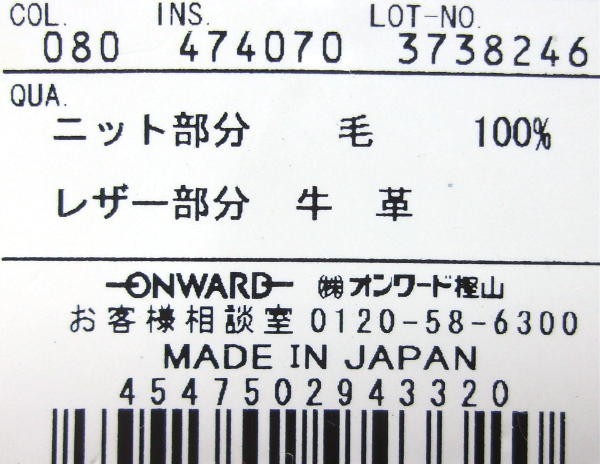 COL. INS. LOT-NO.
080 474070 3738246
QUA.
ニット部分 毛 100%
レザー部分 牛 革
ONWARD ㈱オンワード樫山
お客様相談室 0120-58-6300
MADE IN JAPAN
4547502943320